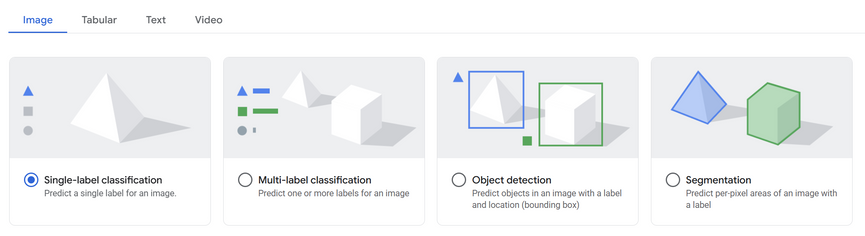 Image Tabular Text Video
Single-label classification
Predict a single label for an image.
Multi-label classification
Predict one or more labels for an image
Object detection
Predict objects in an image with a label
and location (bounding box)
Segmentation
Predict per-pixel areas of an image with
a label